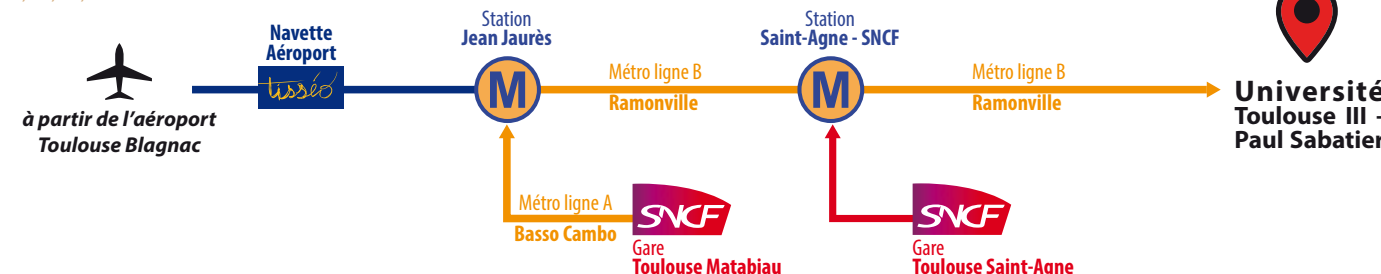 à partir de l'aéroport
Toulouse Blagnac
Navette
Aéroport
tisséo
Station
Jean Jaurès
M
Métro ligne B
Ramonville
Station
Saint-Agne - SNCF
M
Métro ligne B
Ramonville
Université
Toulouse III -
Paul Sabatier
Métro ligne A
Basso Cambo
SNCF
Gare
Toulouse Matabiau
SNCF
Gare
Toulouse Saint-Agne